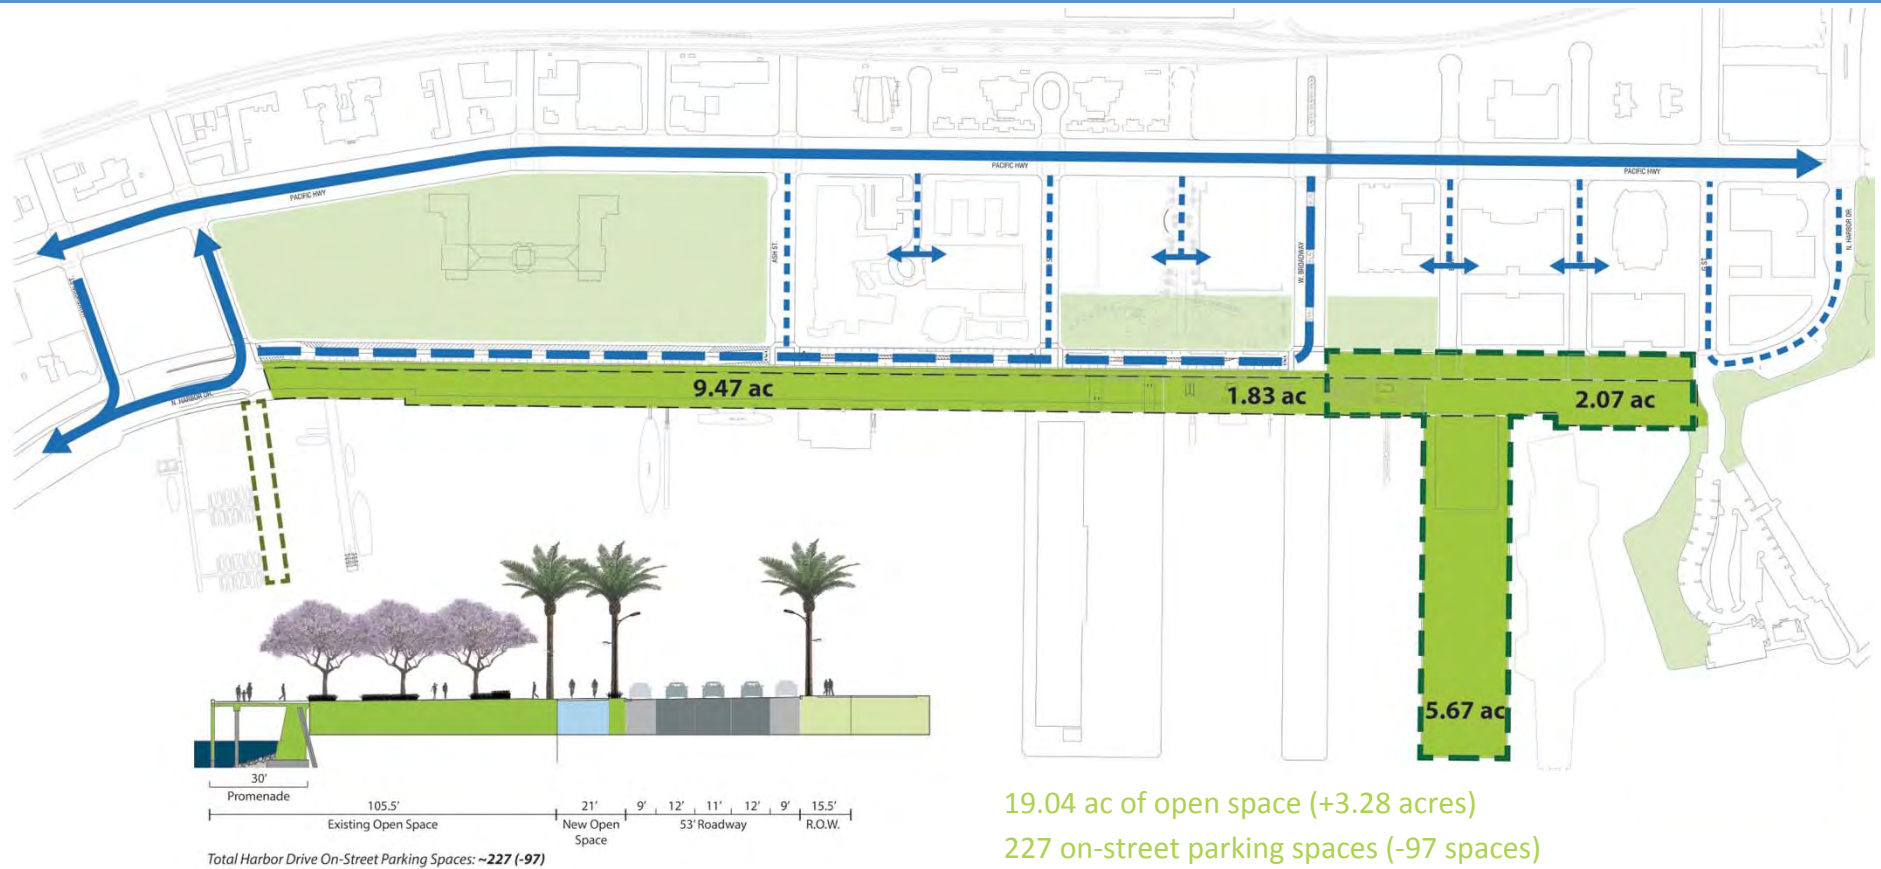 PACIFIC HWY
PACIFIC HWY
PACIFIC HWY
ASH ST.
W. BROADWAY
G ST.
N. HARBOR DR.
N. HARBOR DR.
9.47 ac
1.83 ac
2.07 ac
5.67 ac
30'
Promenade
105.5'
21'
9'
12'
11'
12'
9'
15.5'
Existing Open Space
New Open
Space
53' Roadway
R.O.W.
Total Harbor Drive On-Street Parking Spaces: ~227 (-97)
19.04 ac of open space (+3.28 acres)
227 on-street parking spaces (-97 spaces)